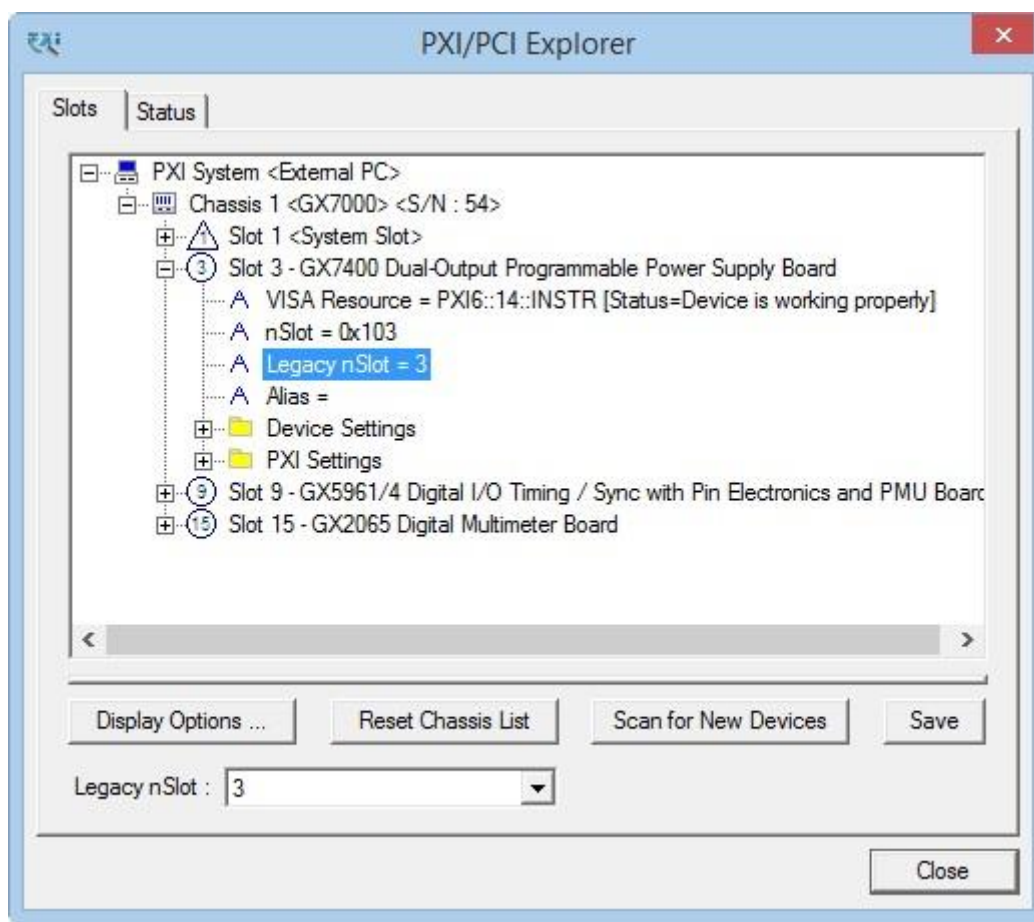 PXI/PCI Explorer
Slots Status
PXI System <External PC>
Chassis 1 <GX7000> <S/N : 54>
1 Slot 1 <System Slot>
3 Slot 3 - GX7400 Dual-Output Programmable Power Supply Board
A VISA Resource = PXI6::14::INSTR [Status=Device is working properly]
A nSlot = 0x103
A Legacy nSlot = 3
A Alias =
Device Settings
PXI Settings
9 Slot 9 - GX5961/4 Digital I/O Timing / Sync with Pin Electronics and PMU Board
15 Slot 15 - GX2065 Digital Multimeter Board
Display Options ... Reset Chassis List Scan for New Devices Save
Legacy nSlot : 3
Close